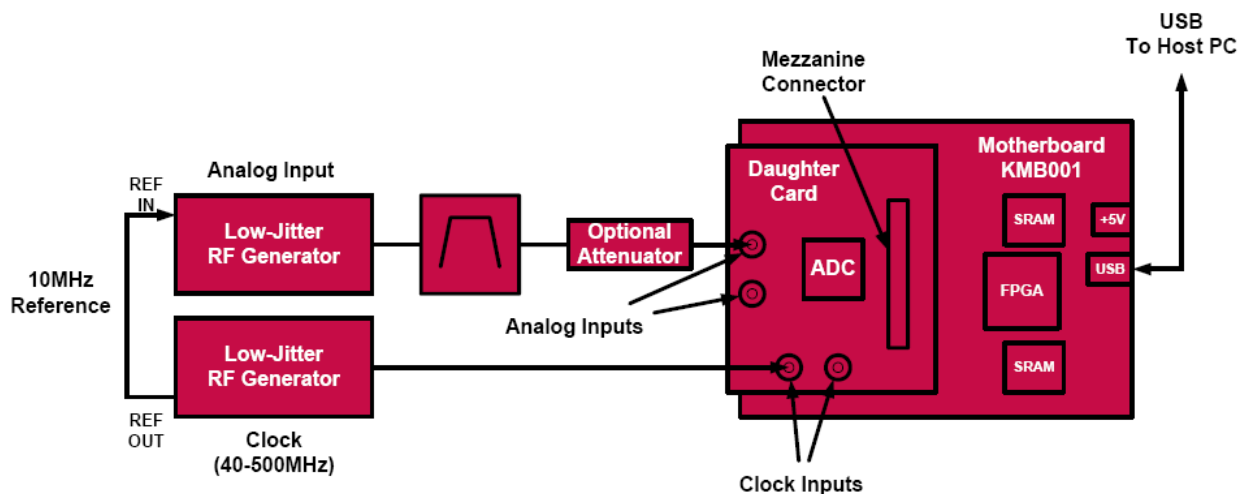 USB
To Host PC
Mezzanine
Connector
Analog Input
REF
IN
Low-Jitter
RF Generator
Optional
Attenuator
Daughter
Card
Motherboard
KMB001
SRAM
+5V
ADC
USB
FPGA
10MHz
Reference
Analog Inputs
Low-Jitter
RF Generator
SRAM
REF
OUT
Clock
(40-500MHz)
Clock Inputs